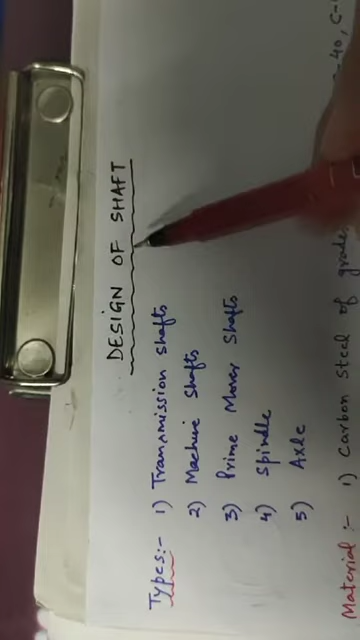 DESIGN OF SHAFT
Types:- 1) Transmission shafts
2) Machine Shafts
3) Prime Mover Shafts
4) Spindle
5) Axle
Material :- 1) Carbon Steel of grade
-40, C-